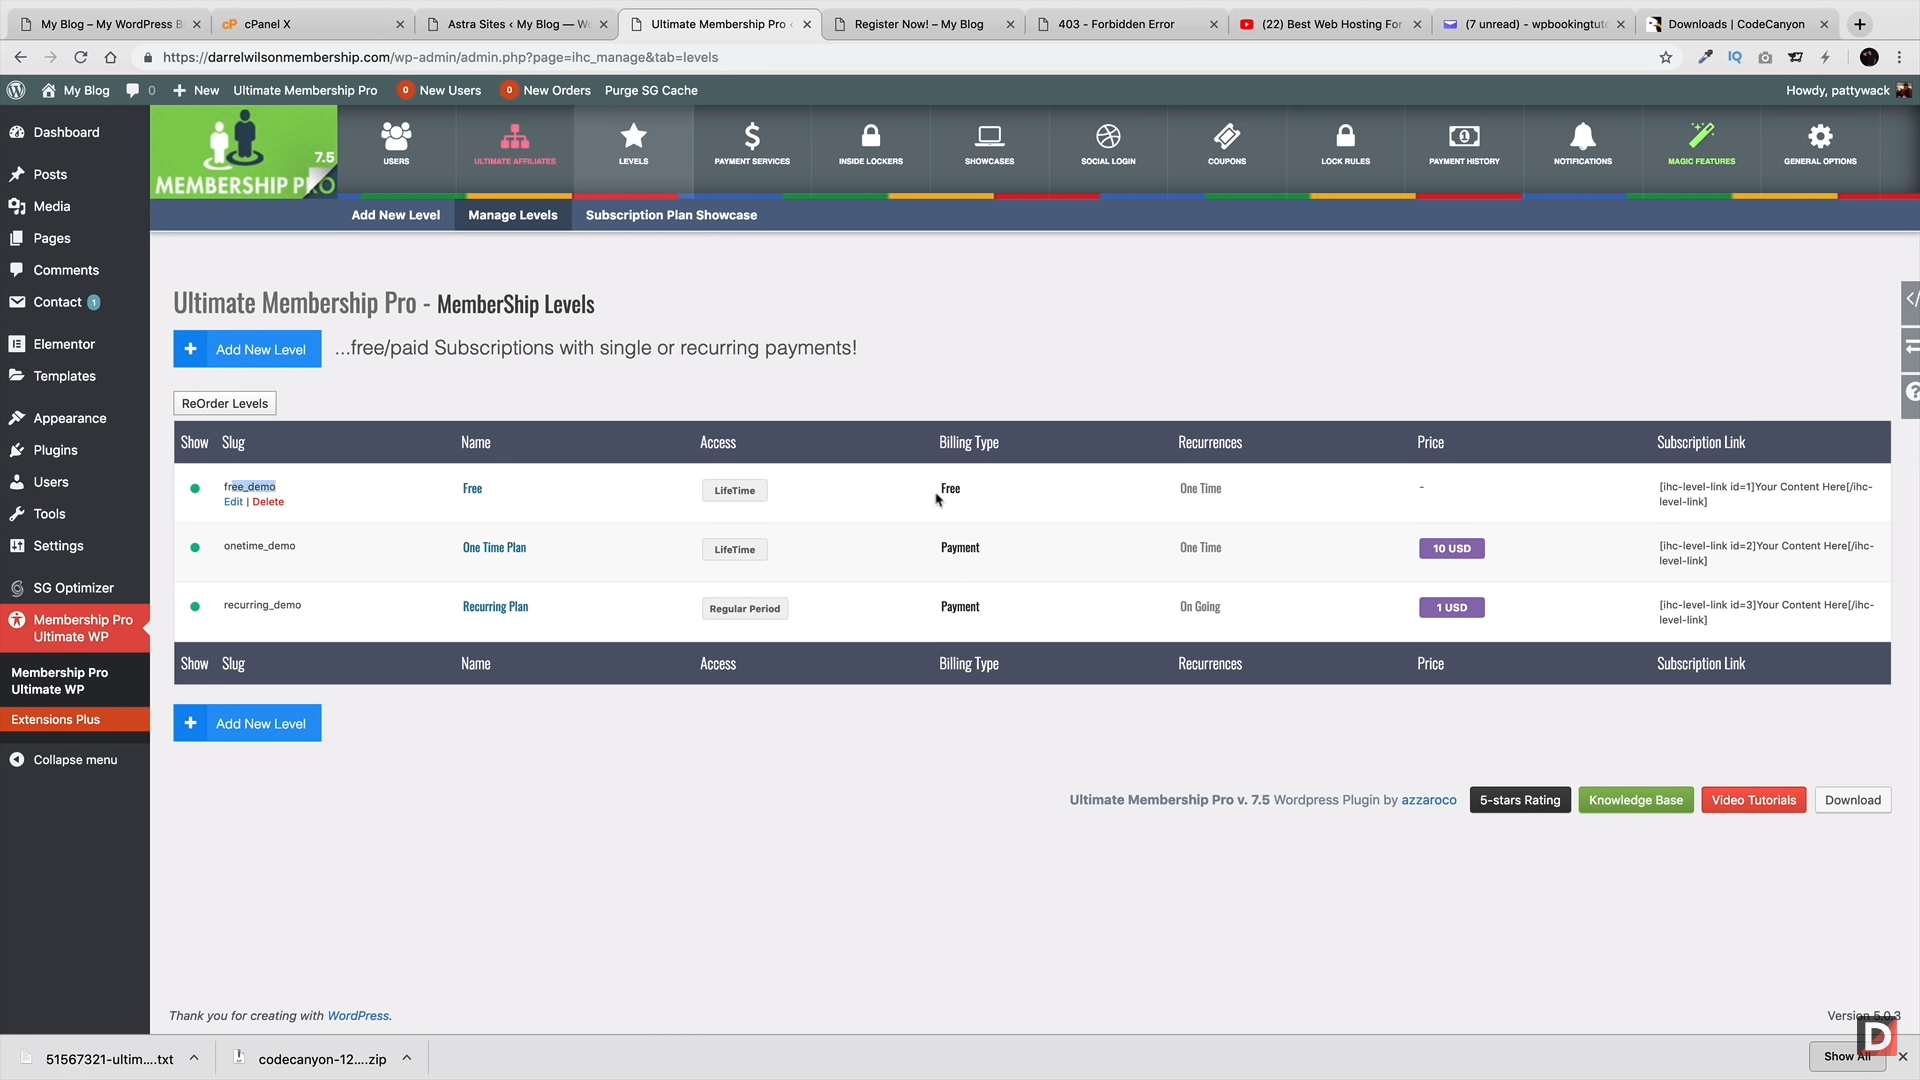 My Blog – My WordPress B
cPanel X
Astra Sites ‹ My Blog — Wo
Ultimate Membership Pro ‹
Register Now! – My Blog
403 - Forbidden Error
(22) Best Web Hosting For
(7 unread) - wpbookingtuto
Downloads | CodeCanyon
https://darrelwilsonmembership.com/wp-admin/admin.php?page=ihc_manage&tab=levels
My Blog
0
New
Ultimate Membership Pro
0 New Users
0 New Orders
Purge SG Cache
Howdy, pattywack
Dashboard
Posts
Media
Pages
Comments
Contact 1
Elementor
Templates
Appearance
Plugins
Users
Tools
Settings
SG Optimizer
Membership Pro
Ultimate WP
Membership Pro
Ultimate WP
Extensions Plus
Collapse menu
7.5
MEMBERSHIP PRO
USERS
ULTIMATE AFFILIATES
LEVELS
PAYMENT SERVICES
INSIDE LOCKERS
SHOWCASES
SOCIAL LOGIN
COUPONS
LOCK RULES
PAYMENT HISTORY
NOTIFICATIONS
MAGIC FEATURES
GENERAL OPTIONS
Add New Level
Manage Levels
Subscription Plan Showcase
Ultimate Membership Pro - MemberShip Levels
+ Add New Level
...free/paid Subscriptions with single or recurring payments!
ReOrder Levels
Show Slug Name Access Billing Type Recurrences Price Subscription Link
free_demo Free LifeTime Free One Time - [ihc-level-link id=1]Your Content Here[/ihc-
Edit | Delete level-link]
onetime_demo One Time Plan LifeTime Payment One Time 10 USD [ihc-level-link id=2]Your Content Here[/ihc-
level-link]
recurring_demo Recurring Plan Regular Period Payment On Going 1 USD [ihc-level-link id=3]Your Content Here[/ihc-
level-link]
Show Slug Name Access Billing Type Recurrences Price Subscription Link
+ Add New Level
Ultimate Membership Pro v. 7.5 Wordpress Plugin by azzaroco
5-stars Rating
Knowledge Base
Video Tutorials
Download
Thank you for creating with WordPress.
Version 5.0.3
51567321-ultim....txt
codecanyon-12....zip
Show All
D